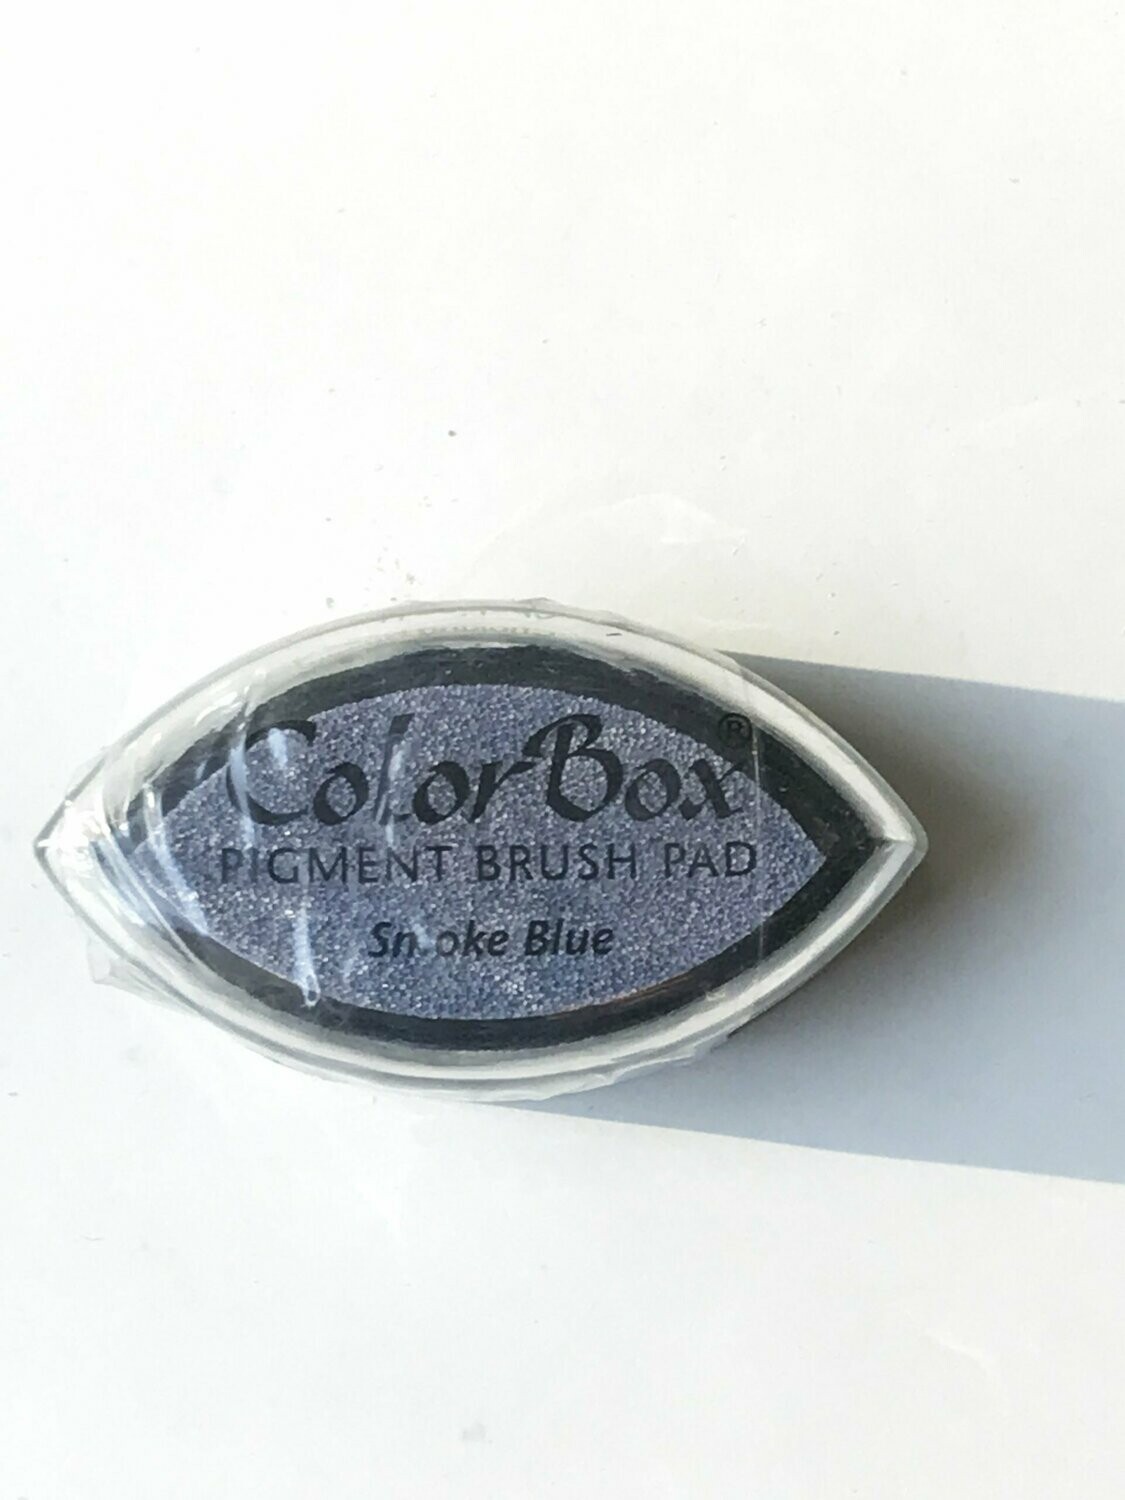 ColorBox®
PIGMENT BRUSH PAD
Smoke Blue